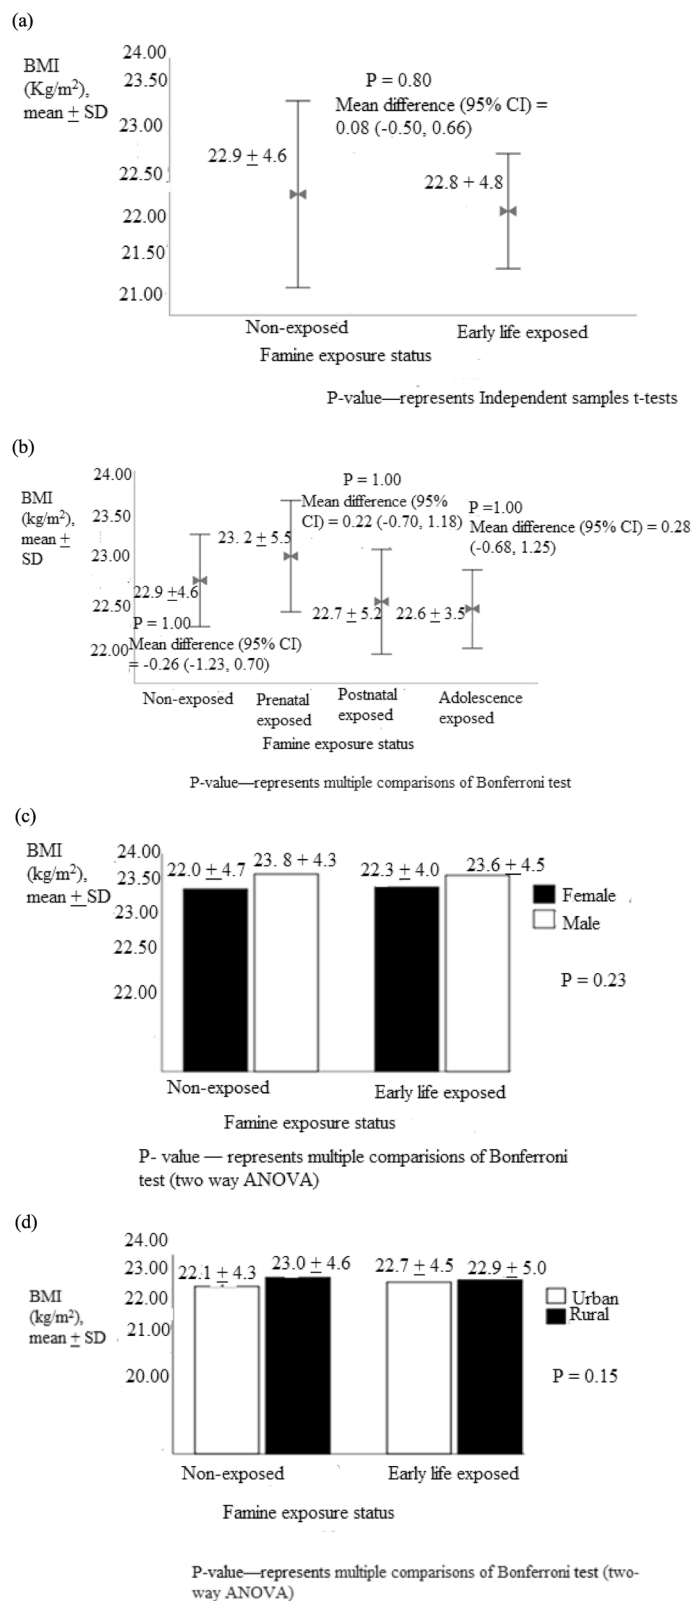 (a)
BMI
(Kg/m²),
mean ± SD
24.00
23.50
23.00
22.50
22.00
21.50
21.00
P = 0.80
Mean difference (95% CI) =
0.08 (-0.50, 0.66)
22.9 ± 4.6
22.8 + 4.8
Non-exposed
Early life exposed
Famine exposure status
P-value—represents Independent samples t-tests
(b)
BMI
(kg/m²),
mean ±
SD
24.00
23.50
23.00
22.50
22.00
P = 1.00
Mean difference (95%
CI) = 0.22 (-0.70, 1.18)
P =1.00
Mean difference (95% CI) = 0.28
(-0.68, 1.25)
23. 2 ± 5.5
22.9 ±4.6
22.7 ± 5.2
22.6 ± 3.5
P = 1.00
Mean difference (95% CI)
= -0.26 (-1.23, 0.70)
Non-exposed
Prenatal
exposed
Postnatal
exposed
Adolescence
exposed
Famine exposure status
P-value—represents multiple comparisons of Bonferroni test
(c)
BMI
(kg/m²),
mean ± SD
24.00
23.50
23.00
22.50
22.00
22.0 ± 4.7
23. 8 + 4.3
22.3 ± 4.0
23.6 ± 4.5
Female
Male
P = 0.23
Non-exposed
Early life exposed
Famine exposure status
P- value — represents multiple comparisions of Bonferroni
test (two way ANOVA)
(d)
BMI
(kg/m²),
mean ± SD
24.00
23.00
22.00
21.00
20.00
22.1 ± 4.3
23.0 ± 4.6
22.7 ± 4.5
22.9 ± 5.0
Urban
Rural
P = 0.15
Non-exposed
Early life exposed
Famine exposure status
P-value—represents multiple comparisons of Bonferroni test (two-
way ANOVA)